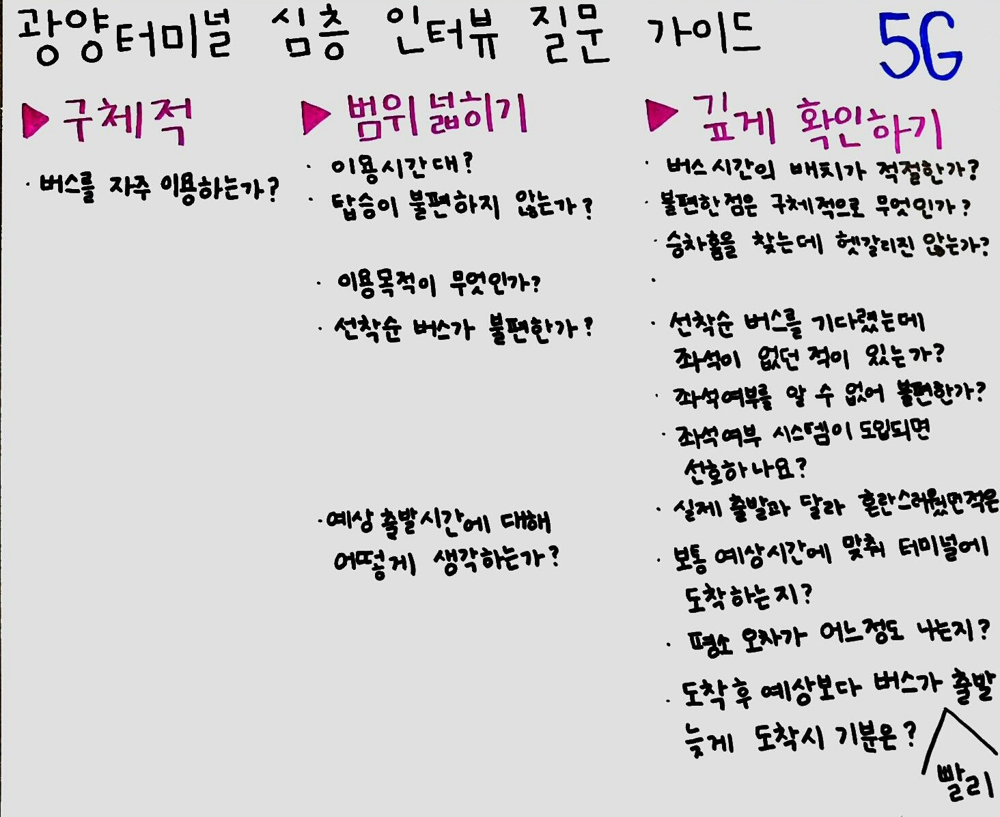 광양터미널 심층 인터뷰 질문 가이드 5G
▶ 구체적
· 버스를 자주 이용하는가?
▶ 범위 넓히기
· 이용시간대?
· 탑승이 불편하지 않는가?
· 이용목적이 무엇인가?
· 선착순 버스가 불편한가?
· 예상 출발시간에 대해
어떻게 생각하는가?
▶ 깊게 확인하기
· 버스시간의 배치가 적절한가?
· 불편한점은 구체적으로 무엇인가?
· 승차홈을 찾는데 헷갈리진 않는가?
·
· 선착순 버스를 기다렸는데
좌석이 없던 적이 있는가?
· 좌석여부를 알 수 없어 불편한가?
· 좌석여부 시스템이 도입되면
선호하나요?
· 실제 출발과 달라 혼란스러웠던적은
· 보통 예상시간에 맞춰 터미널에
도착하는지?
· 평소 오차가 어느정도 나는지?
· 도착후 예상보다 버스가 출발
늦게 도착시 기분은?
빨리